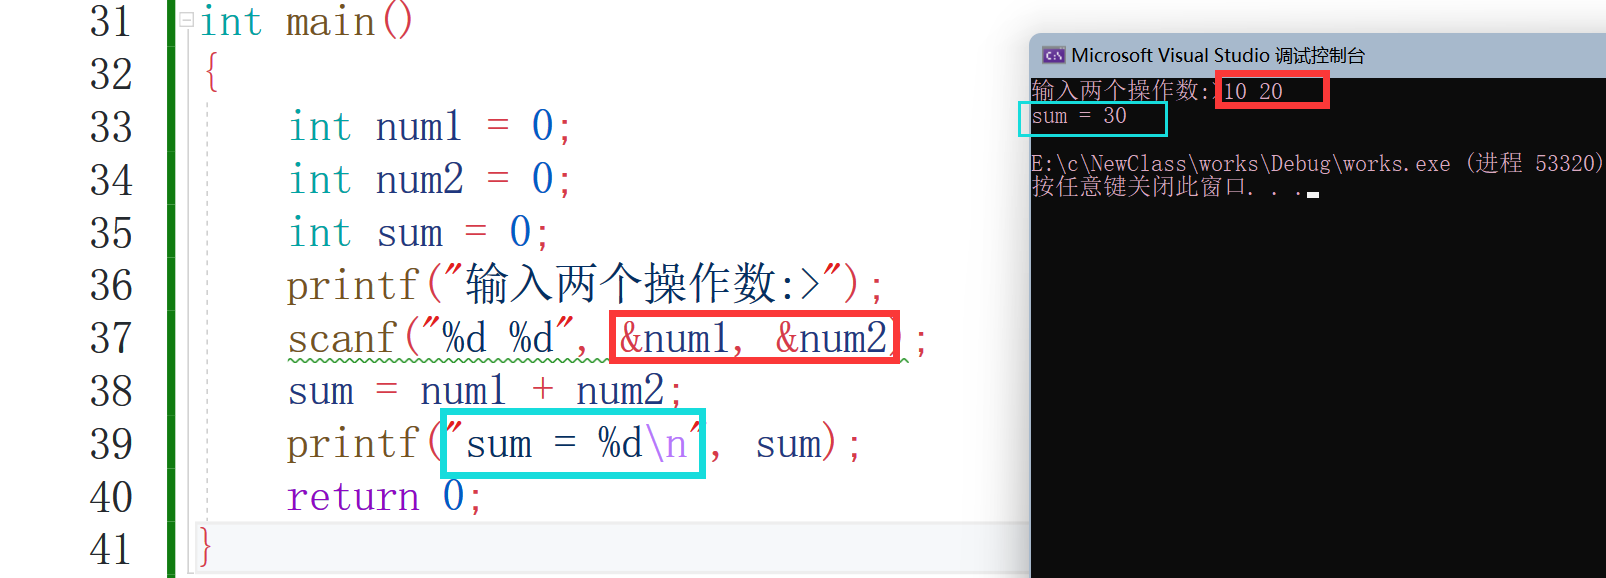 31 int main()
32 {
33 int num1 = 0;
34 int num2 = 0;
35 int sum = 0;
36 printf("输入两个操作数:>");
37 scanf("%d %d", &num1, &num2);
38 sum = num1 + num2;
39 printf("sum = %d\n", sum);
40 return 0;
41 }
Microsoft Visual Studio 调试控制台
输入两个操作数:>10 20
sum = 30
E:\c\NewClass\works\Debug\works.exe (进程 53320)
按任意键关闭此窗口. . .